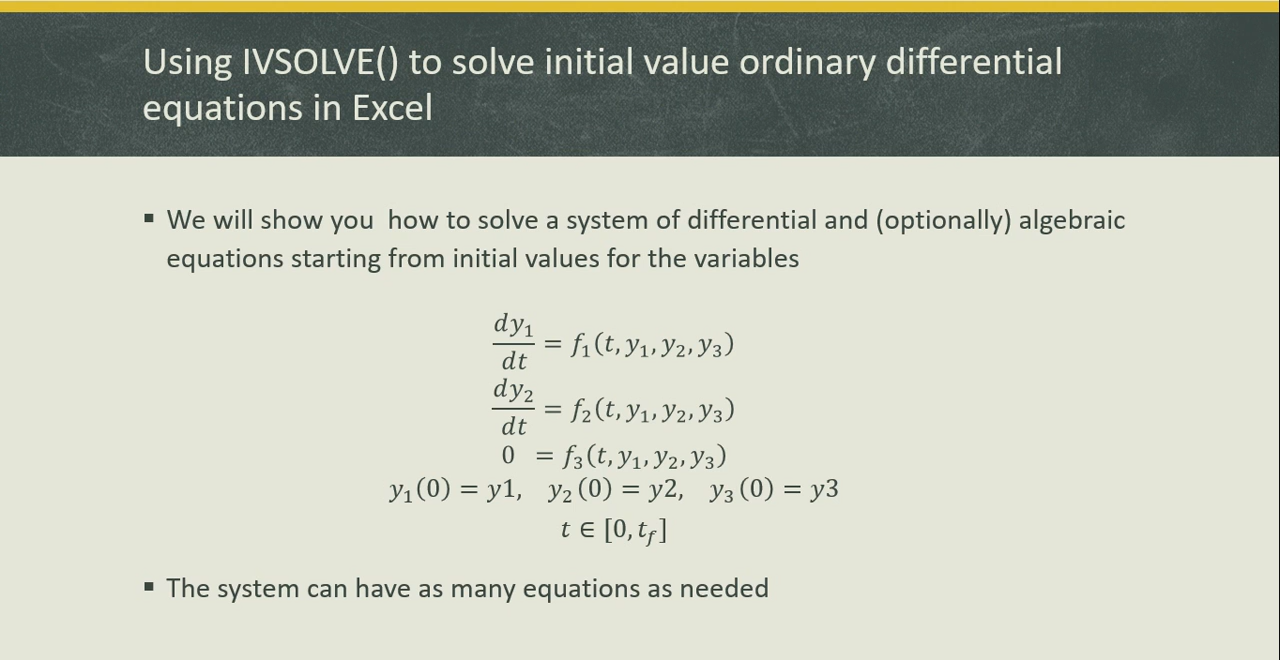 Using IVSOLVE() to solve initial value ordinary differential
equations in Excel
▪ We will show you  how to solve a system of differential and (optionally) algebraic
equations starting from initial values for the variables
dy₁/dt = f₁(t, y₁, y₂, y₃)
dy₂/dt = f₂(t, y₁, y₂, y₃)
0 = f₃(t, y₁, y₂, y₃)
y₁(0) = y1, y₂(0) = y2, y₃(0) = y3
t ∈ [0, t_f]
▪ The system can have as many equations as needed